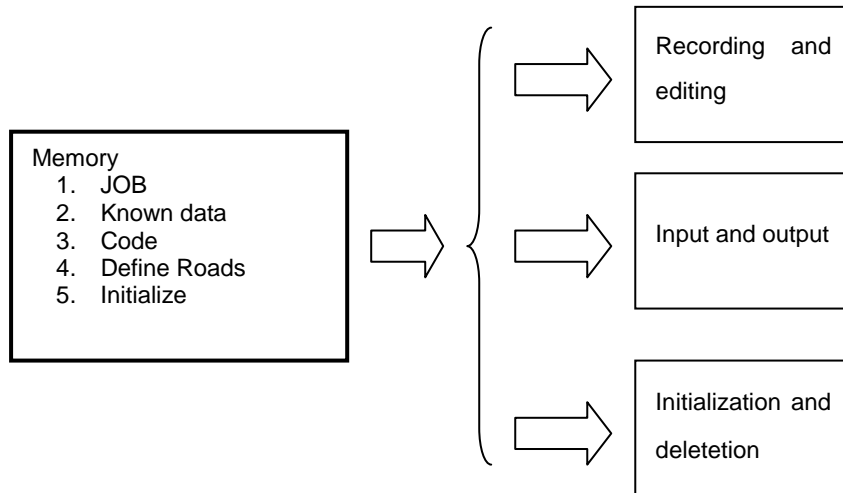 Memory
1. JOB
2. Known data
3. Code
4. Define Roads
5. Initialize
Recording and
editing
Input and output
Initialization and
deletetion